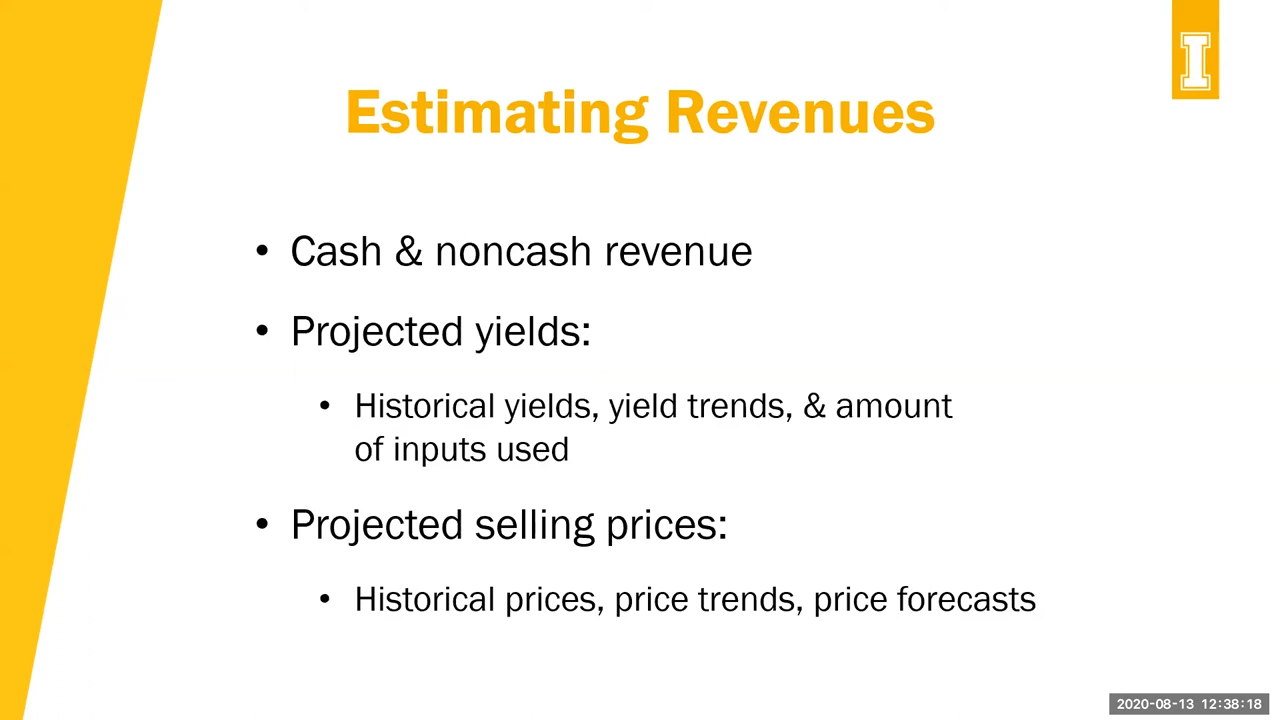 I
Estimating Revenues
• Cash & noncash revenue
• Projected yields:
• Historical yields, yield trends, & amount
of inputs used
• Projected selling prices:
• Historical prices, price trends, price forecasts
2020-08-13 12:38:18